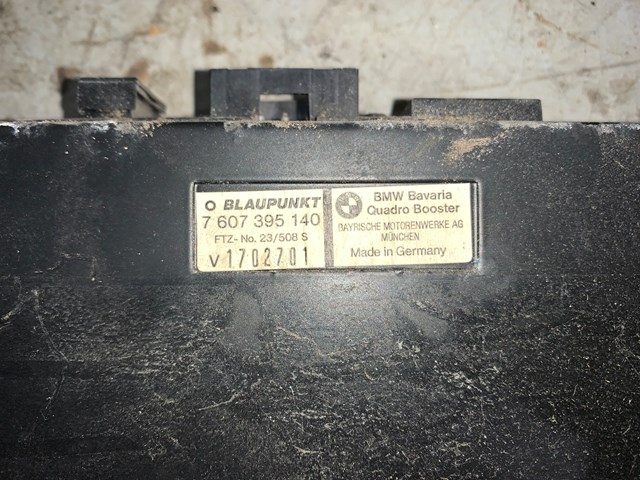 BLAUPUNKT
7 607 395 140
FTZ- No. 23/508 S
V 1702701
BMW Bavaria
Quadro Booster
BAYRISCHE MOTORENWERKE AG
MÜNCHEN
Made in Germany